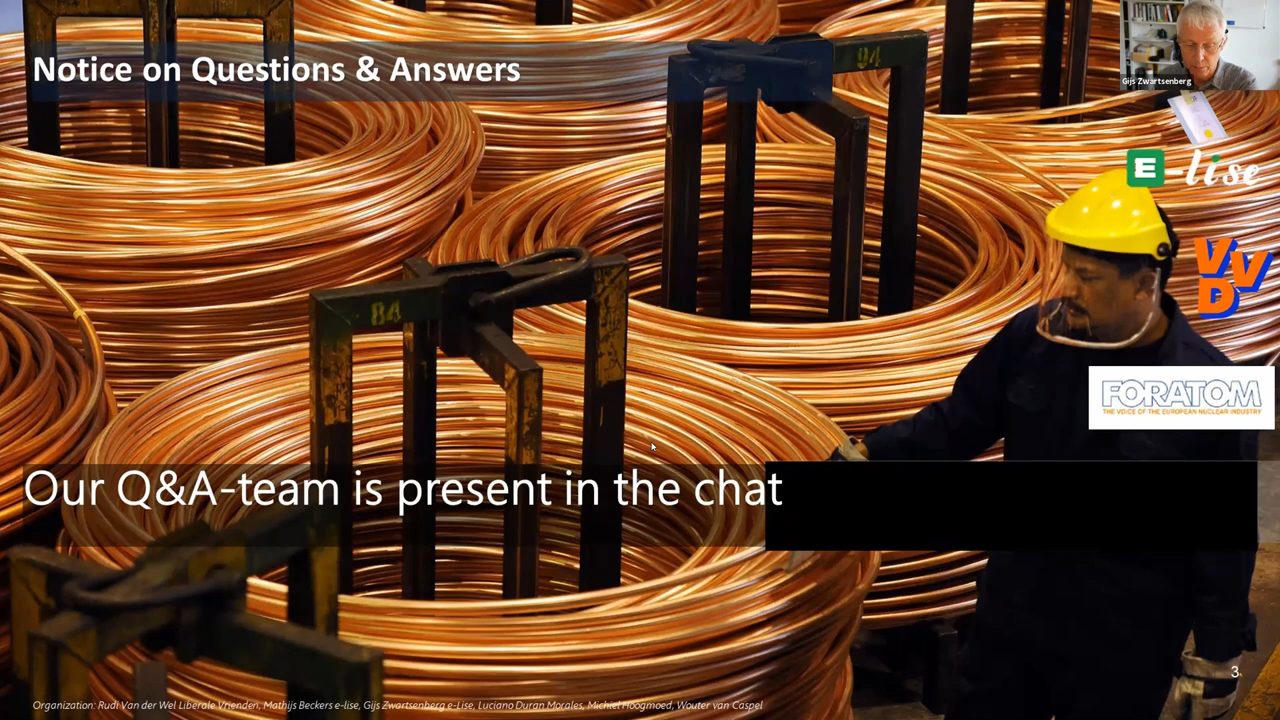 Notice on Questions & Answers
94
Gijs Zwartsenberg
E-lise
VVD
84
FORATOM
THE VOICE OF THE EUROPEAN NUCLEAR INDUSTRY
Our Q&A-team is present in the chat
3
Organization: Rudi Van der Wel Liberale Vrienden, Mathijs Beckers e-lise, Gijs Zwartsenberg e-Lise, Luciano Duran Morales, Michiel Hoogmoed, Wouter van Caspel